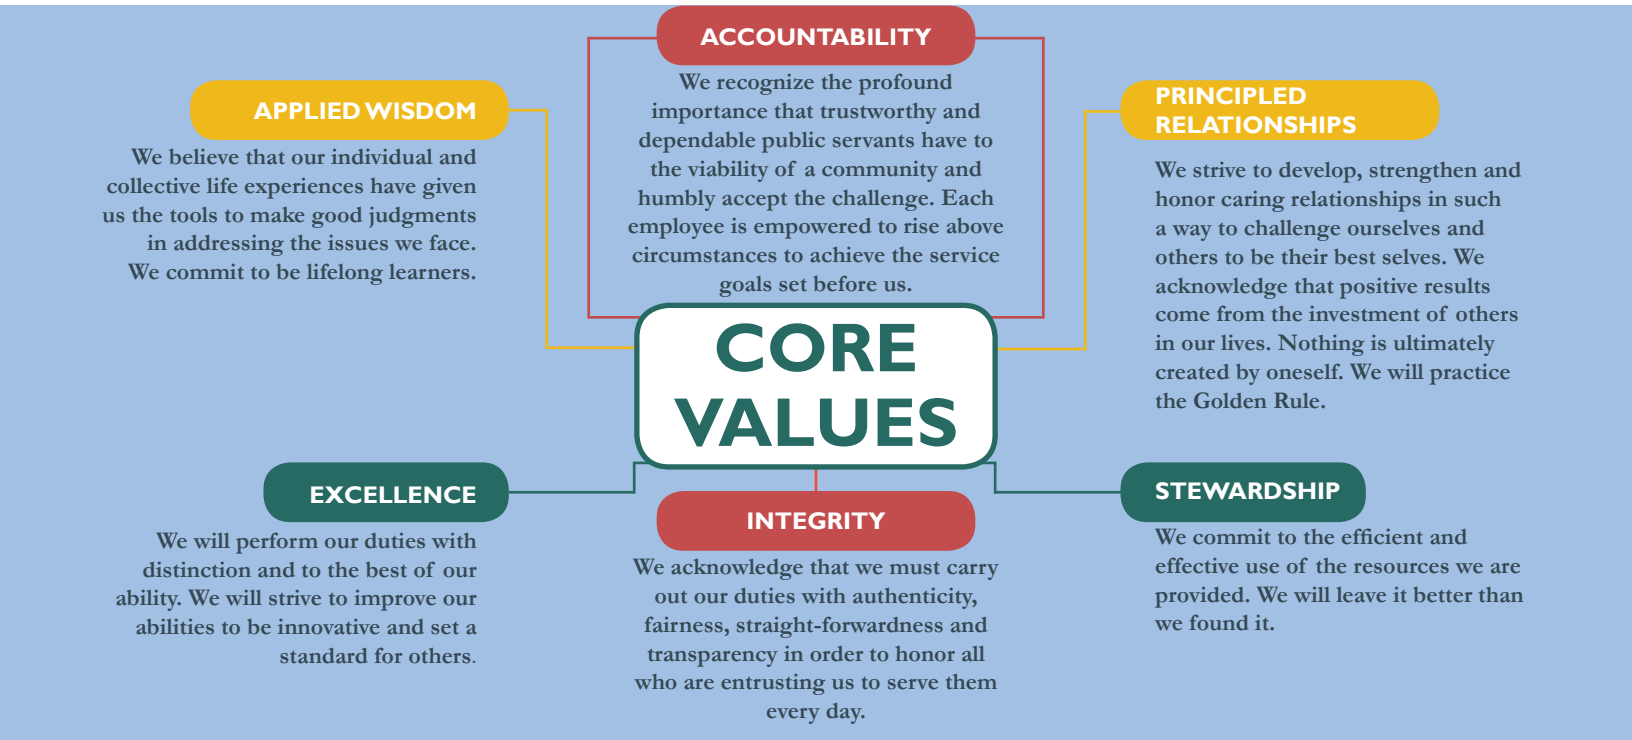 ACCOUNTABILITY
We recognize the profound
importance that trustworthy and
dependable public servants have to
the viability of a community and
humbly accept the challenge. Each
employee is empowered to rise above
circumstances to achieve the service
goals set before us.
APPLIED WISDOM
We believe that our individual and
collective life experiences have given
us the tools to make good judgments
in addressing the issues we face.
We commit to be lifelong learners.
PRINCIPLED
RELATIONSHIPS
We strive to develop, strengthen and
honor caring relationships in such
a way to challenge ourselves and
others to be their best selves. We
acknowledge that positive results
come from the investment of others
in our lives. Nothing is ultimately
created by oneself. We will practice
the Golden Rule.
CORE
VALUES
EXCELLENCE
We will perform our duties with
distinction and to the best of our
ability. We will strive to improve our
abilities to be innovative and set a
standard for others.
INTEGRITY
We acknowledge that we must carry
out our duties with authenticity,
fairness, straight-forwardness and
transparency in order to honor all
who are entrusting us to serve them
every day.
STEWARDSHIP
We commit to the efficient and
effective use of the resources we are
provided. We will leave it better than
we found it.